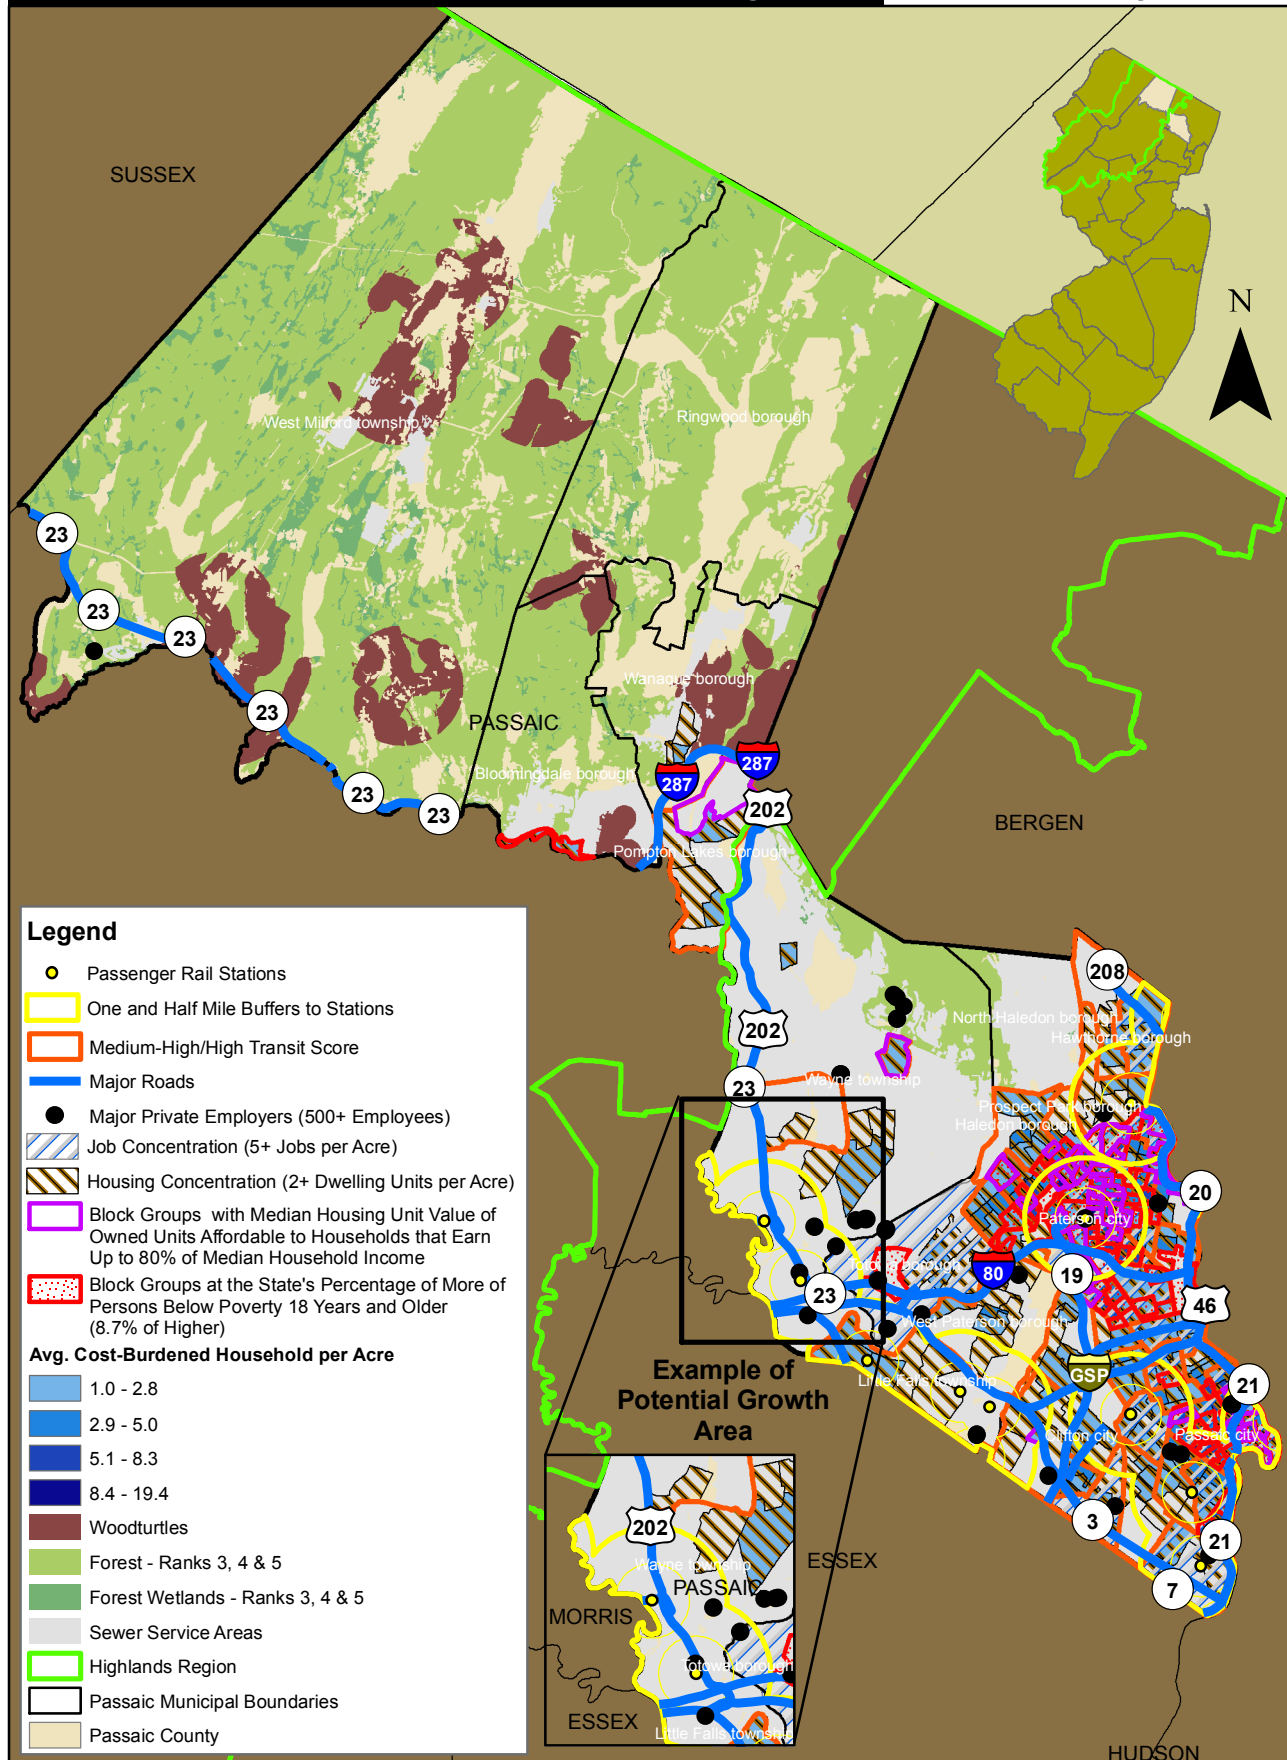 SUSSEX
N
West Milford township
Ringwood borough
23
23
23
23
23
23
PASSAIC
Wanaque borough
Bloomingdale borough
287
287
202
Pompton Lakes borough
BERGEN
Legend
Passenger Rail Stations
One and Half Mile Buffers to Stations
Medium-High/High Transit Score
Major Roads
Major Private Employers (500+ Employees)
Job Concentration (5+ Jobs per Acre)
Housing Concentration (2+ Dwelling Units per Acre)
Block Groups with Median Housing Unit Value of
Owned Units Affordable to Households that Earn
Up to 80% of Median Household Income
Block Groups at the State's Percentage of More of
Persons Below Poverty 18 Years and Older
(8.7% of Higher)
Avg. Cost-Burdened Household per Acre
1.0 - 2.8
2.9 - 5.0
5.1 - 8.3
8.4 - 19.4
Woodturtles
Forest - Ranks 3, 4 & 5
Forest Wetlands - Ranks 3, 4 & 5
Sewer Service Areas
Highlands Region
Passaic Municipal Boundaries
Passaic County
208
North Haledon borough
Hawthorne borough
202
23
Wayne township
Prospect Park borough
Haledon borough
20
Paterson city
Totowa borough
80
19
23
46
West Paterson borough
Little Falls township
GSP
21
Clifton city
Passaic city
3
21
7
Example of
Potential Growth
Area
202
Wayne township
PASSAIC
ESSEX
MORRIS
Totowa borough
ESSEX
Little Falls township
HUDSON